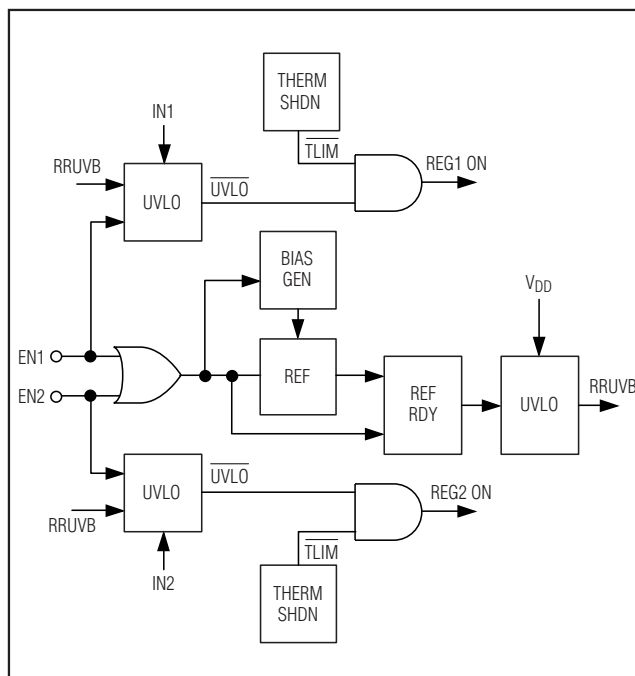 THERM
SHDN
IN1
TLIM
RRUVB
REG1 ON
UVLO
UVLO
BIAS
GEN
VDD
EN1
REF
REF
RDY
UVLO
RRUVB
EN2
UVLO
UVLO
REG2 ON
RRUVB
TLIM
IN2
THERM
SHDN